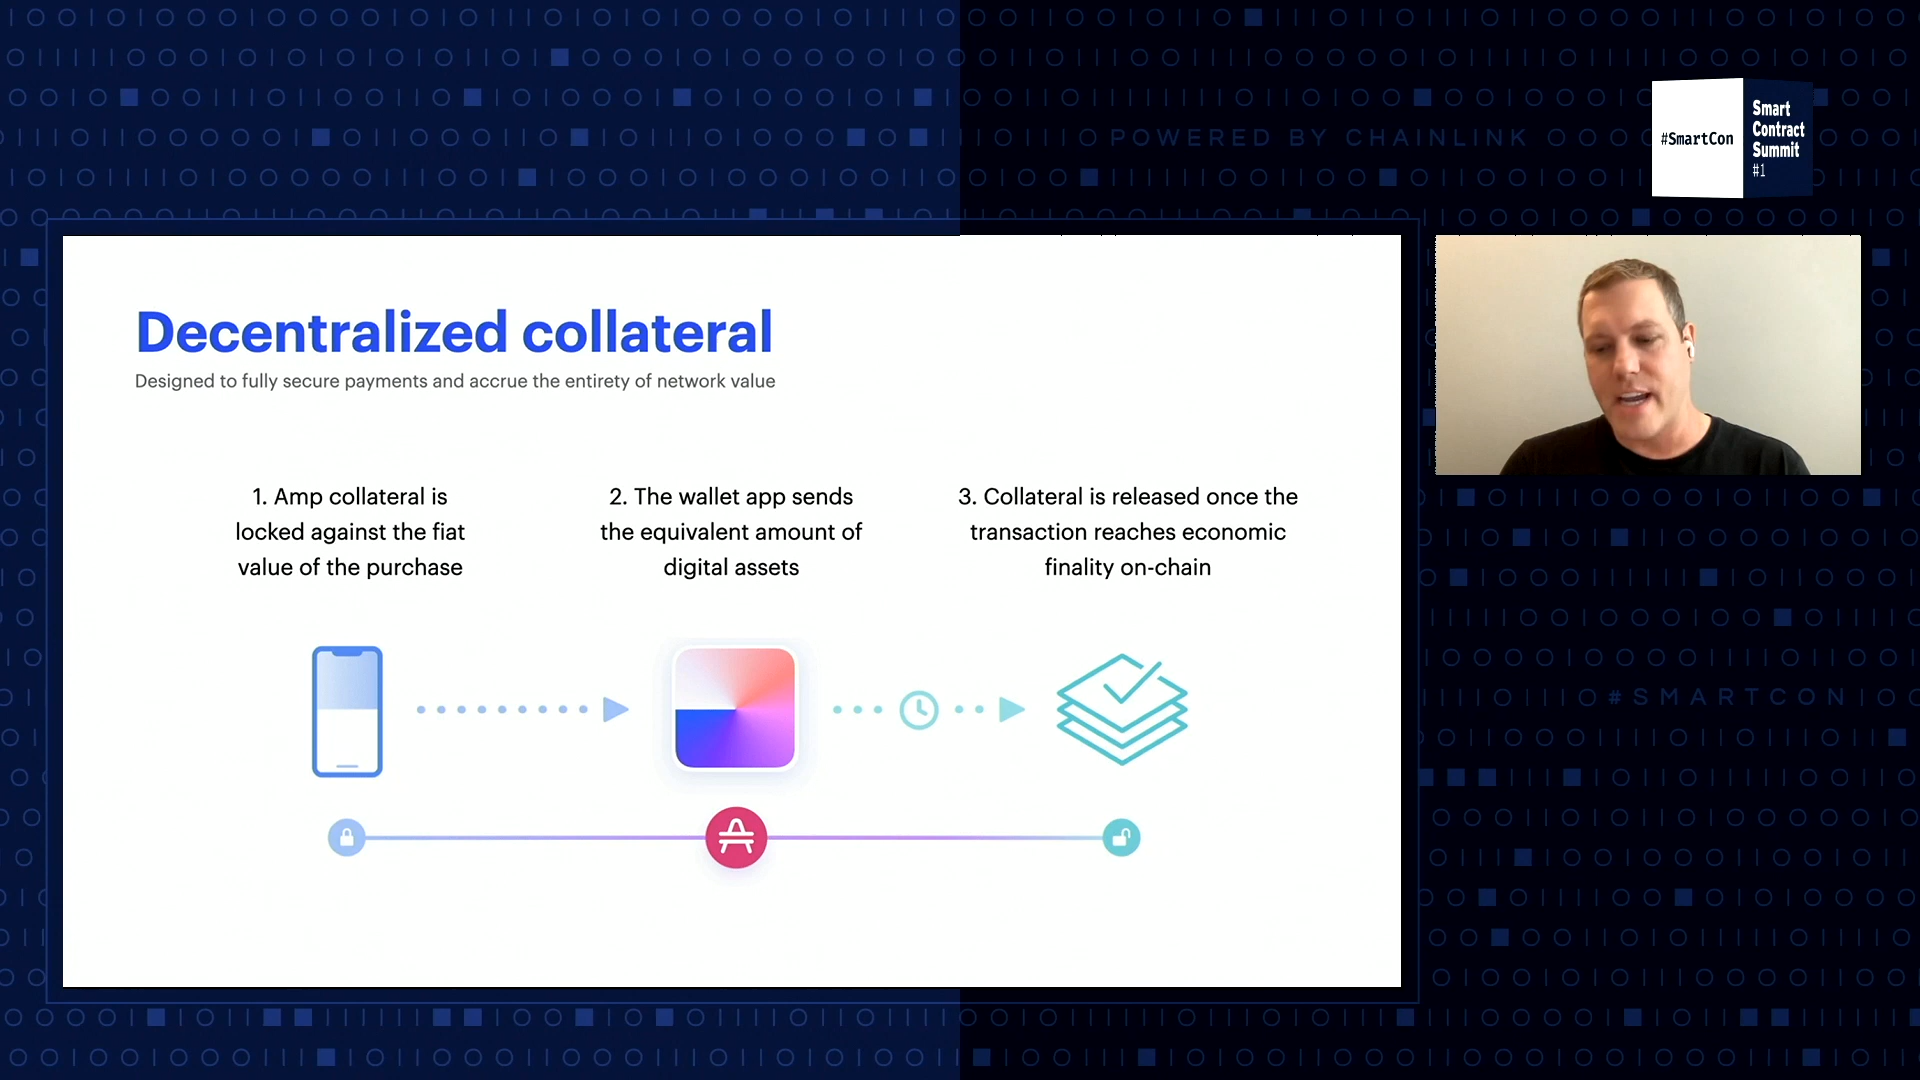 POWERED BY CHAINLINK
#SmartCon
Smart
Contract
Summit
#1
Decentralized collateral
Designed to fully secure payments and accrue the entirety of network value
1. Amp collateral is
locked against the fiat
value of the purchase
2. The wallet app sends
the equivalent amount of
digital assets
3. Collateral is released once the
transaction reaches economic
finality on-chain
#SMARTCON